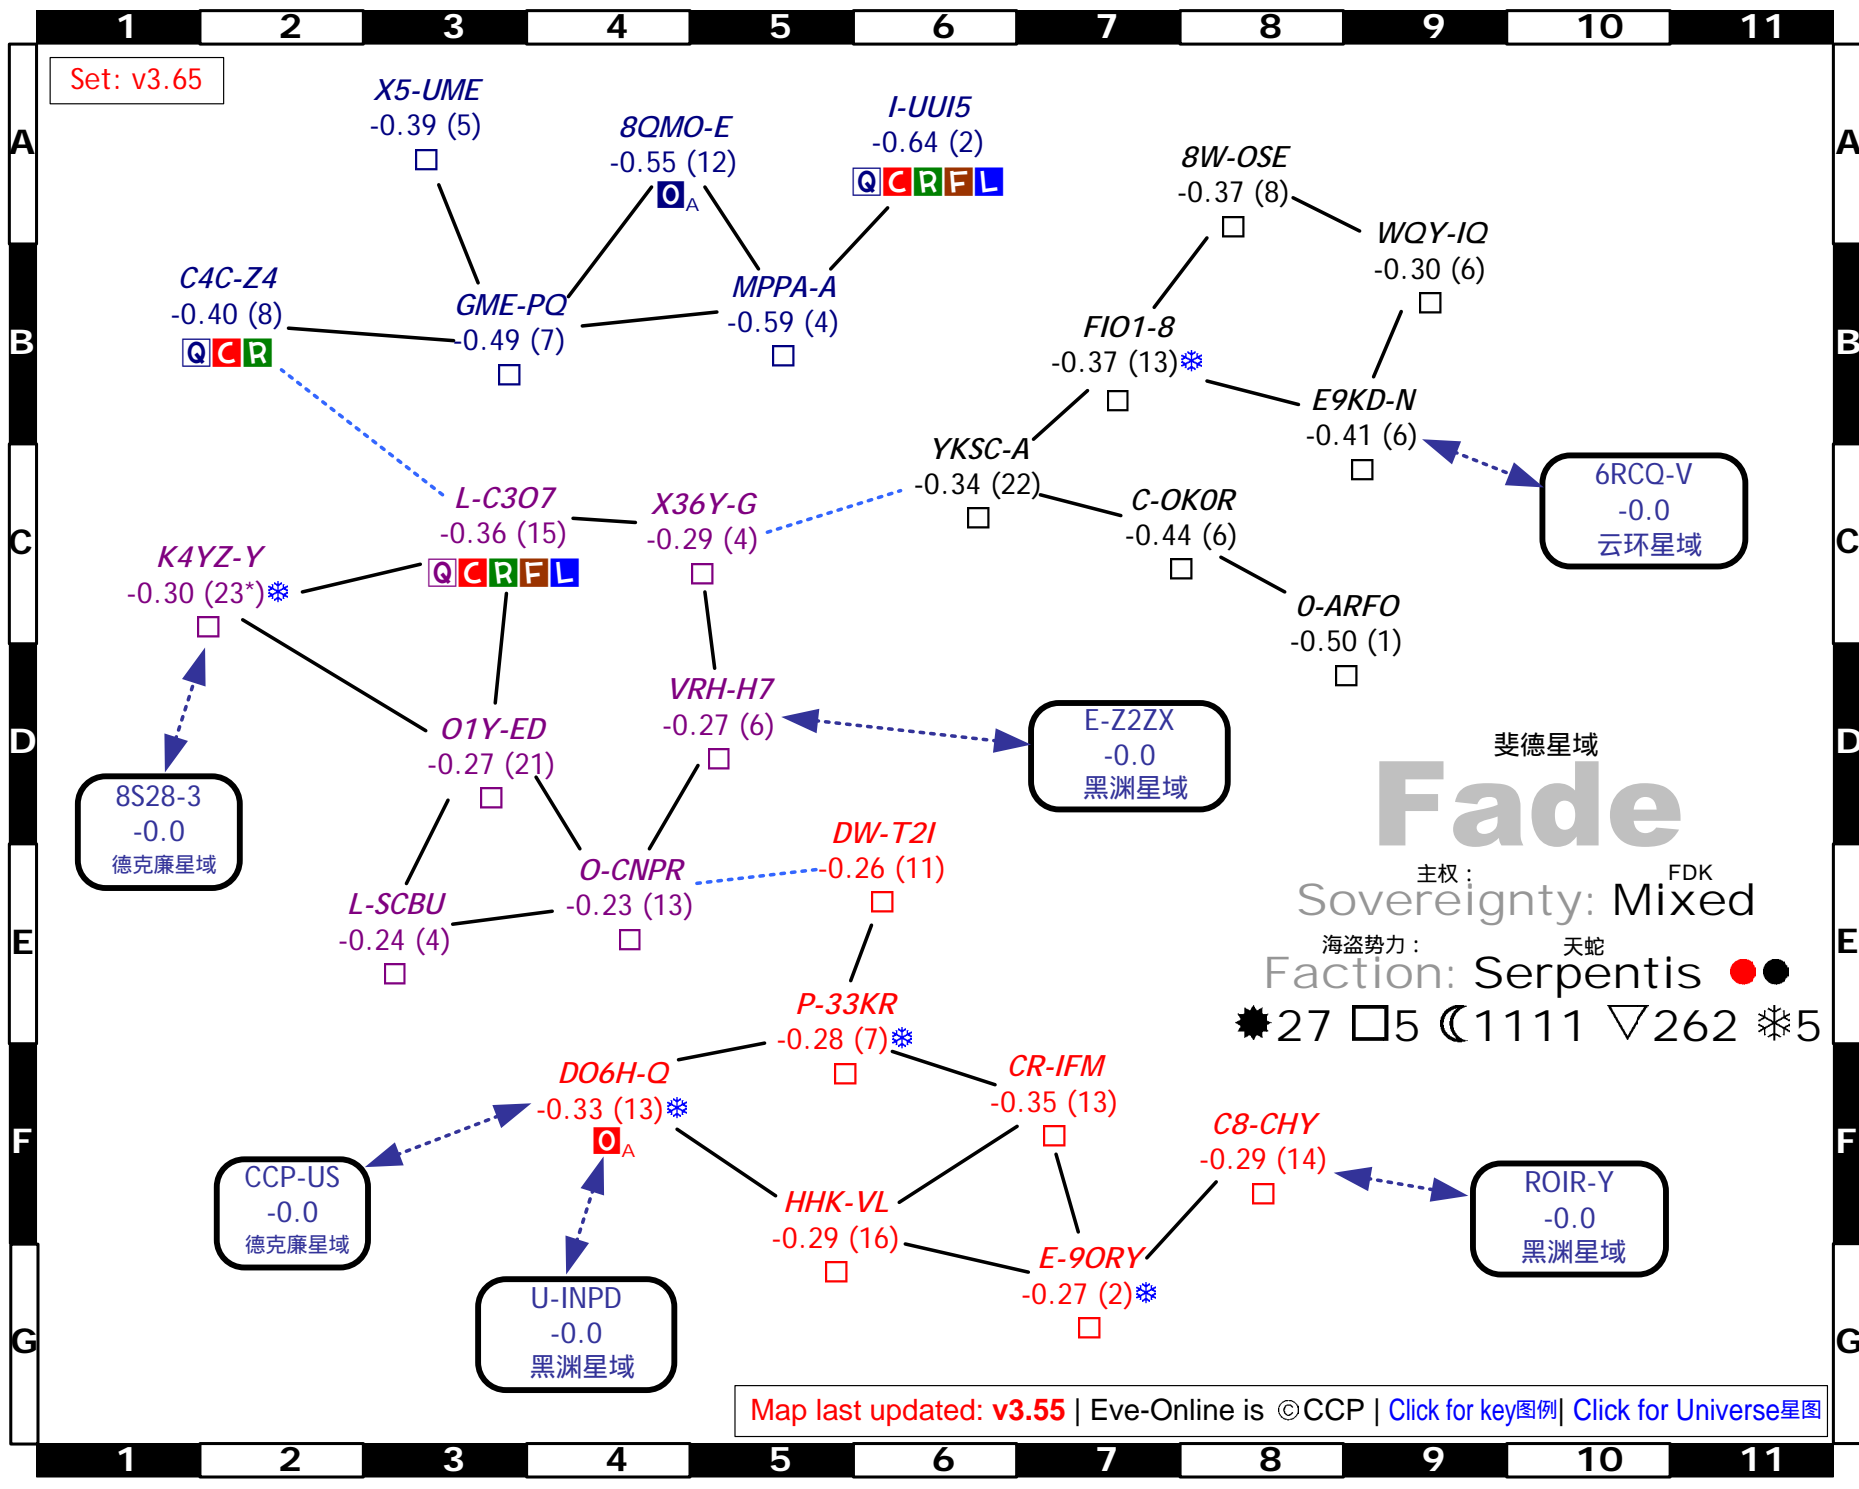 1 2 3 4 5 6 7 8 9 10 11
Set: v3.65
A
A
X5-UME
-0.39 (5)
8QMO-E
-0.55 (12)
O A
I-UUI5
-0.64 (2)
Q C R F L
8W-OSE
-0.37 (8)
WQY-IQ
-0.30 (6)
B
B
C4C-Z4
-0.40 (8)
Q C R
GME-PQ
-0.49 (7)
MPPA-A
-0.59 (4)
FIO1-8
-0.37 (13)
E9KD-N
-0.41 (6)
C
C
YKSC-A
-0.34 (22)
6RCQ-V
-0.0
云环星域
L-C3O7
-0.36 (15)
Q C R F L
X36Y-G
-0.29 (4)
C-OK0R
-0.44 (6)
K4YZ-Y
-0.30 (23*)
0-ARFO
-0.50 (1)
D
D
VRH-H7
-0.27 (6)
E-Z2ZX
-0.0
黑渊星域
O1Y-ED
-0.27 (21)
8S28-3
-0.0
德克廉星域
斐德星域
Fade
DW-T2I
-0.26 (11)
O-CNPR
-0.23 (13)
L-SCBU
-0.24 (4)
E
E
主权： FDK
Sovereignty: Mixed
海盗势力： 天蛇
Faction: Serpentis
27 5 1111 262 5
P-33KR
-0.28 (7)
F
F
DO6H-Q
-0.33 (13)
O A
CR-IFM
-0.35 (13)
C8-CHY
-0.29 (14)
CCP-US
-0.0
德克廉星域
HHK-VL
-0.29 (16)
ROIR-Y
-0.0
黑渊星域
G
G
E-9ORY
-0.27 (2)
U-INPD
-0.0
黑渊星域
Map last updated: v3.55 | Eve-Online is ©CCP | Click for key图例| Click for Universe星图
1 2 3 4 5 6 7 8 9 10 11